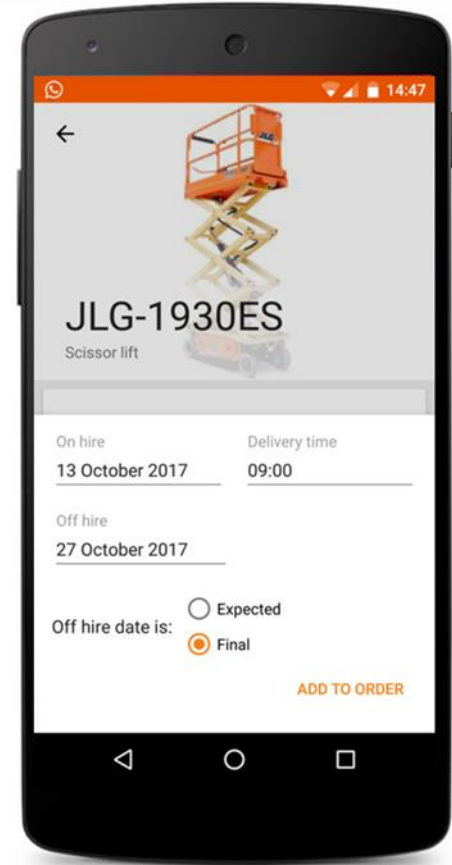 14:47
JLG
JLG-1930ES
Scissor lift
On hire
Delivery time
13 October 2017
09:00
Off hire
27 October 2017
Off hire date is:
Expected
Final
ADD TO ORDER